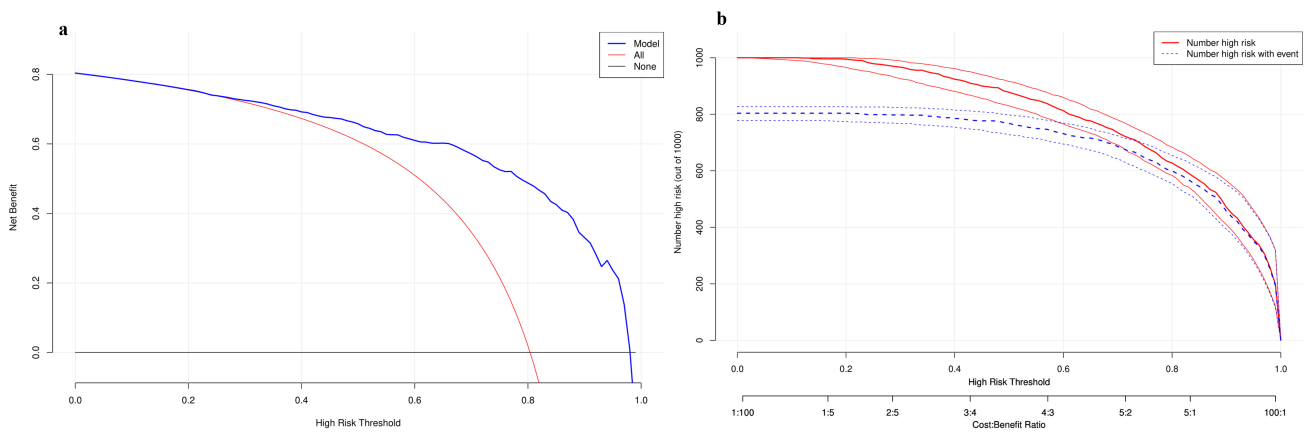 a
Model
All
None
Net Benefit
0.8
0.6
0.4
0.2
0.0
0.0 0.2 0.4 0.6 0.8 1.0
High Risk Threshold
b
Number high risk
Number high risk with event
Number high risk (out of 1000)
1000
800
600
400
200
0
0.0 0.2 0.4 0.6 0.8 1.0
High Risk Threshold
1:100 1:5 2:5 3:4 4:3 5:2 5:1 100:1
Cost:Benefit Ratio